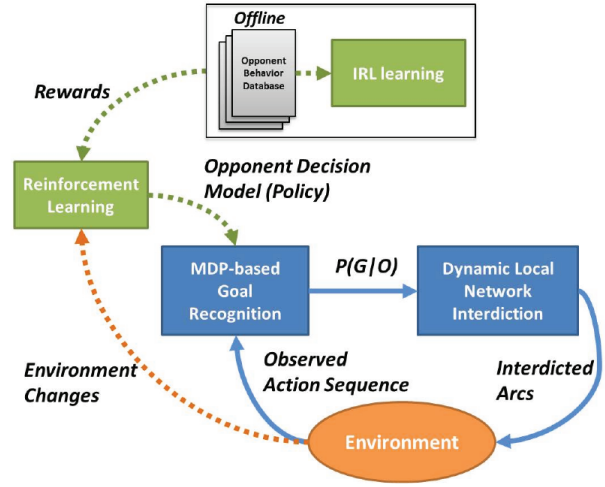 Offline
Opponent
Behavior
Database
IRL learning
Rewards
Opponent Decision
Model (Policy)
Reinforcement
Learning
MDP-based
Goal
Recognition
P(G|O)
Dynamic Local
Network
Interdiction
Environment
Changes
Observed
Action Sequence
Interdicted
Arcs
Environment